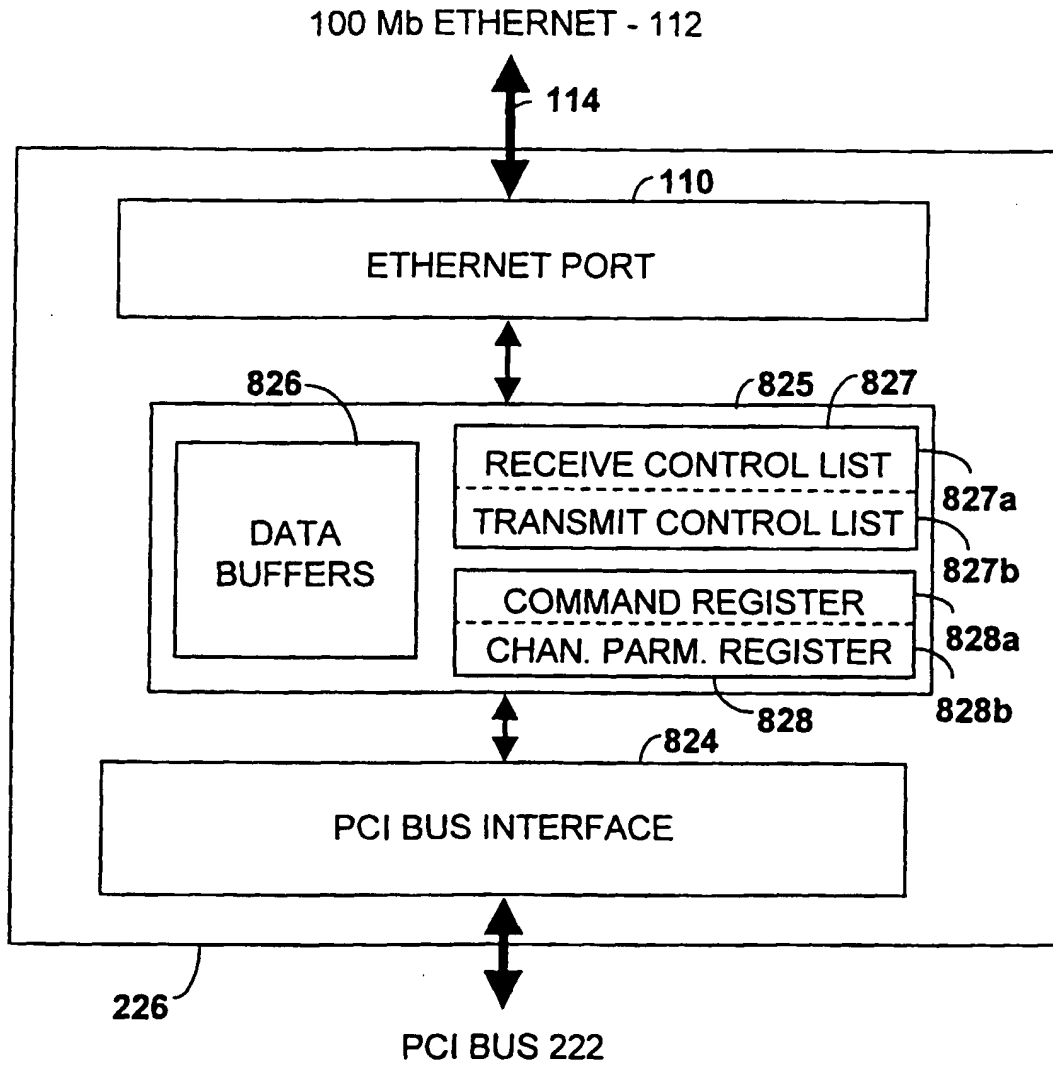 100 Mb ETHERNET - 112
114
110
ETHERNET PORT
826
825
827
DATA
BUFFERS
RECEIVE CONTROL LIST
827a
TRANSMIT CONTROL LIST
827b
COMMAND REGISTER
828a
CHAN. PARM. REGISTER
828b
828
824
PCI BUS INTERFACE
226
PCI BUS 222